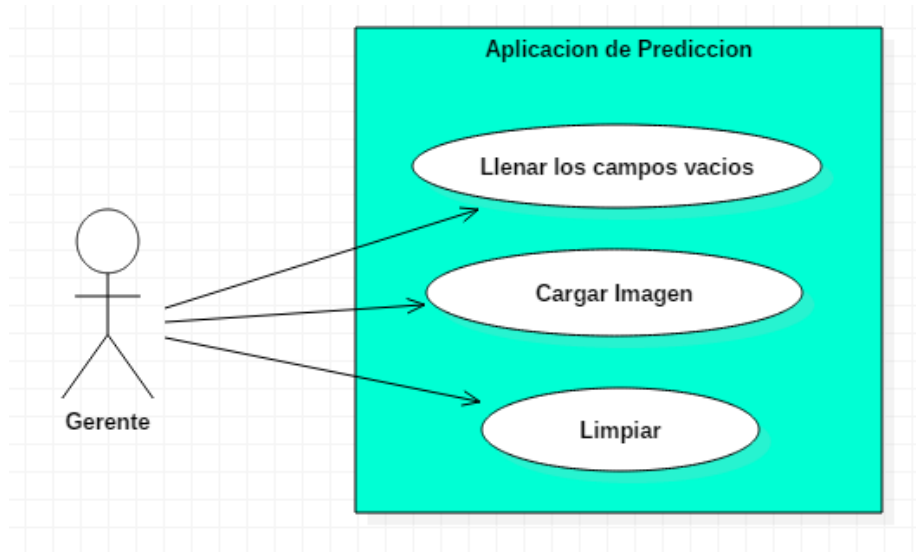 Aplicacion de Prediccion
Llenar los campos vacios
Cargar Imagen
Limpiar
Gerente